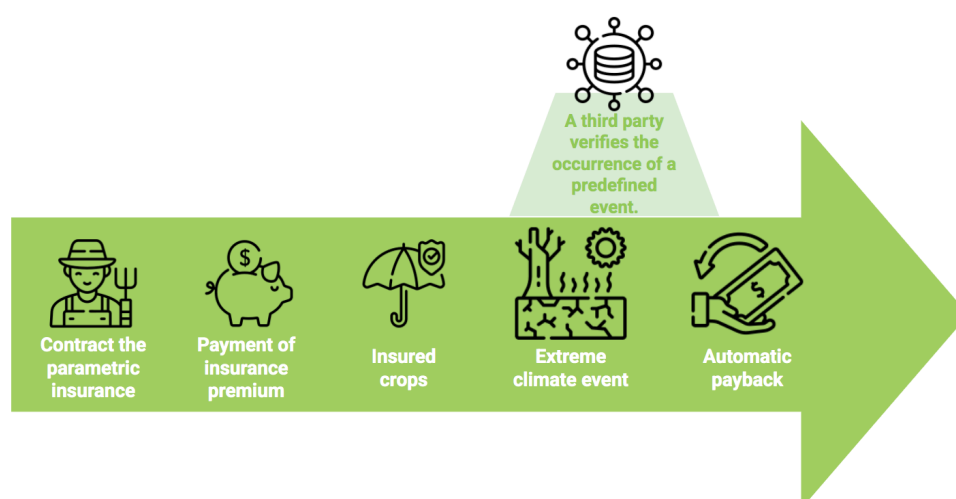 A third party
verifies the
occurrence of a
predefined
event.
Contract the
parametric
insurance
Payment of
insurance
premium
Insured
crops
Extreme
climate event
Automatic
payback
$
$